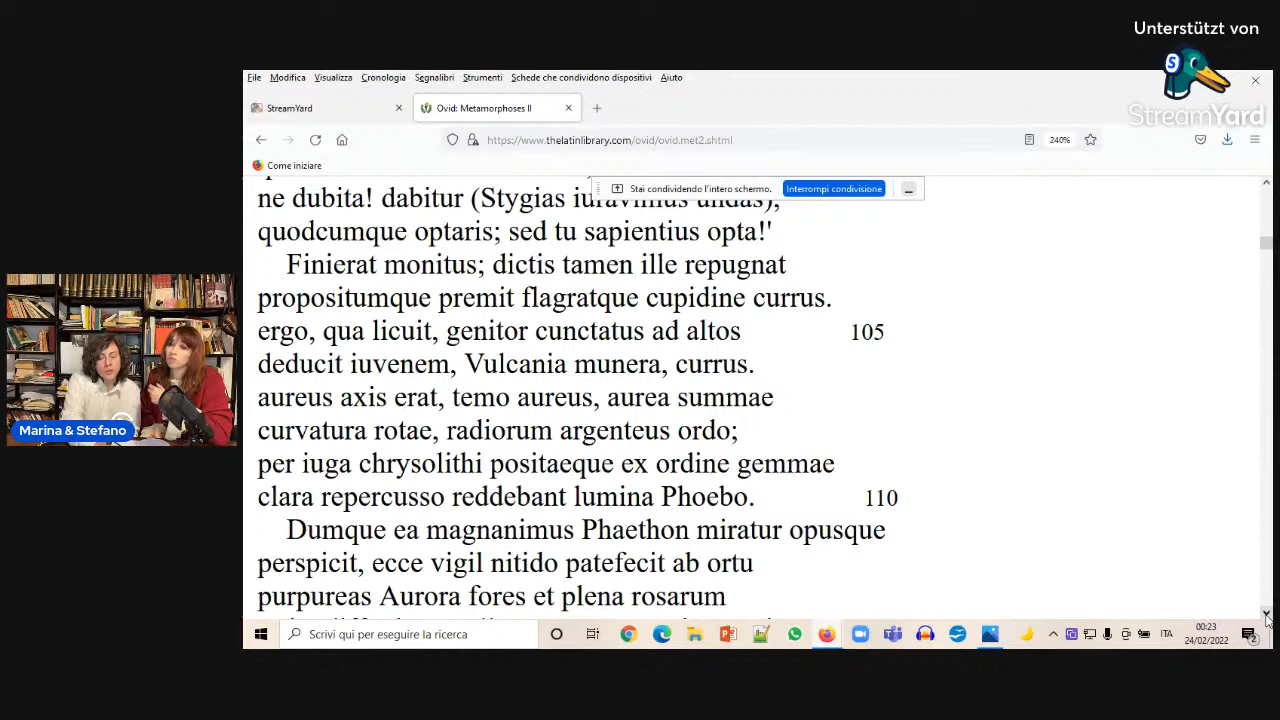 Unterstützt von
StreamYard
File Modifica Visualizza Cronologia Segnalibri Strumenti Schede che condividono dispositivi Aiuto
StreamYard
Ovid: Metamorphoses II
https://www.thelatinlibrary.com/ovid/ovid.met2.shtml
240%
Come iniziare
Stai condividendo l'intero schermo. Interrompi condivisione
ne dubita! dabitur (Stygias iuravimus undas),
quodcumque optaris; sed tu sapientius opta!'
Finierat monitus; dictis tamen ille repugnat
propositumque premit flagratque cupidine currus.
ergo, qua licuit, genitor cunctatus ad altos 105
deducit iuvenem, Vulcania munera, currus.
aureus axis erat, temo aureus, aurea summae
curvatura rotae, radiorum argenteus ordo;
per iuga chrysolithi positaeque ex ordine gemmae
clara repercusso reddebant lumina Phoebo. 110
Dumque ea magnanimus Phaethon miratur opusque
perspicit, ecce vigil nitido patefecit ab ortu
purpureas Aurora fores et plena rosarum
Marina & Stefano
Scrivi qui per eseguire la ricerca
ITA
00:23
24/02/2022
2